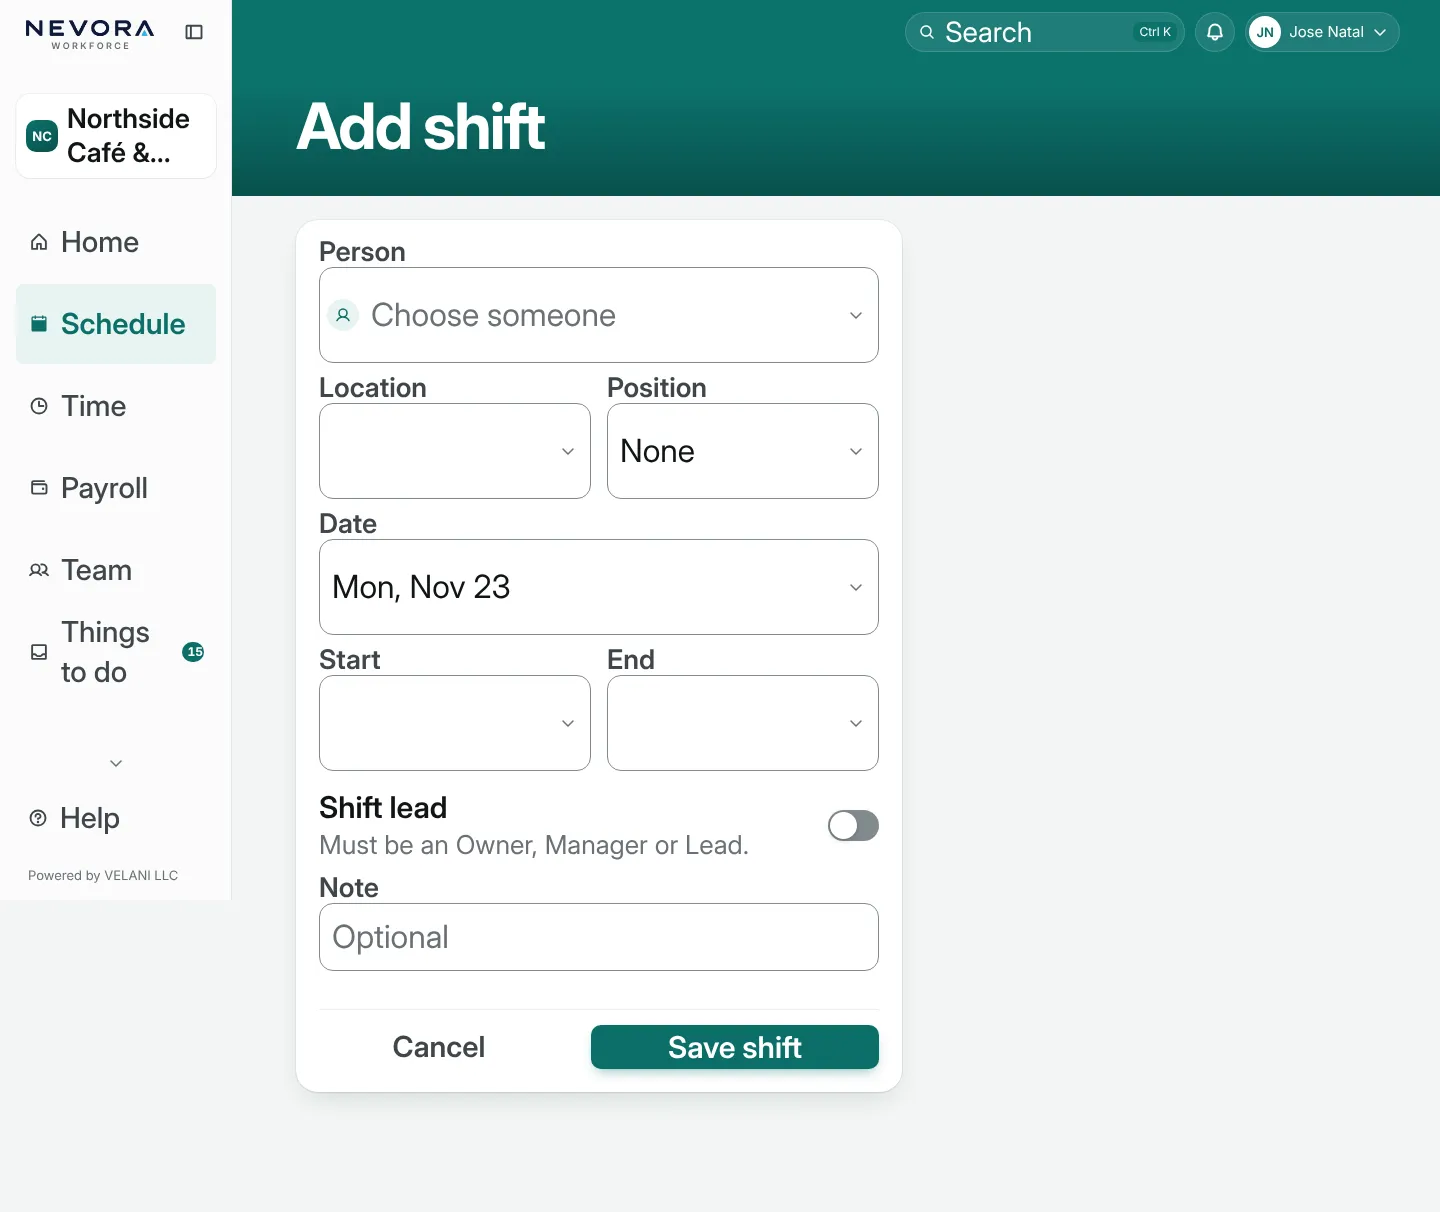 NEVORA
WORKFORCE
Search
Ctrl K
JN
Jose Natal
NC
Northside
Café &...
Add shift
Home
Schedule
Time
Payroll
Team
Things
to do
15
Help
Powered by VELANI LLC
Person
Choose someone
Location
Position
None
Date
Mon, Nov 23
Start
End
Shift lead
Must be an Owner, Manager or Lead.
Note
Optional
Cancel
Save shift